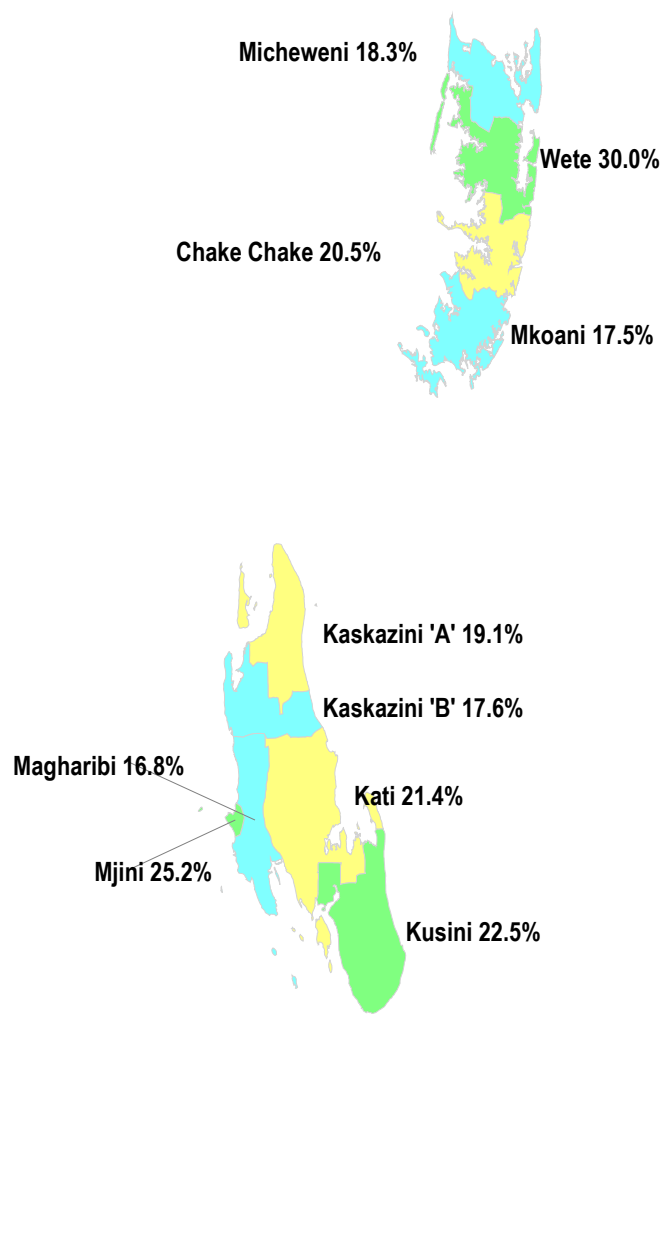 Micheweni 18.3%
Wete 30.0%
Chake Chake 20.5%
Mkoani 17.5%
Kaskazini 'A' 19.1%
Kaskazini 'B' 17.6%
Magharibi 16.8%
Kati 21.4%
Mjini 25.2%
Kusini 22.5%